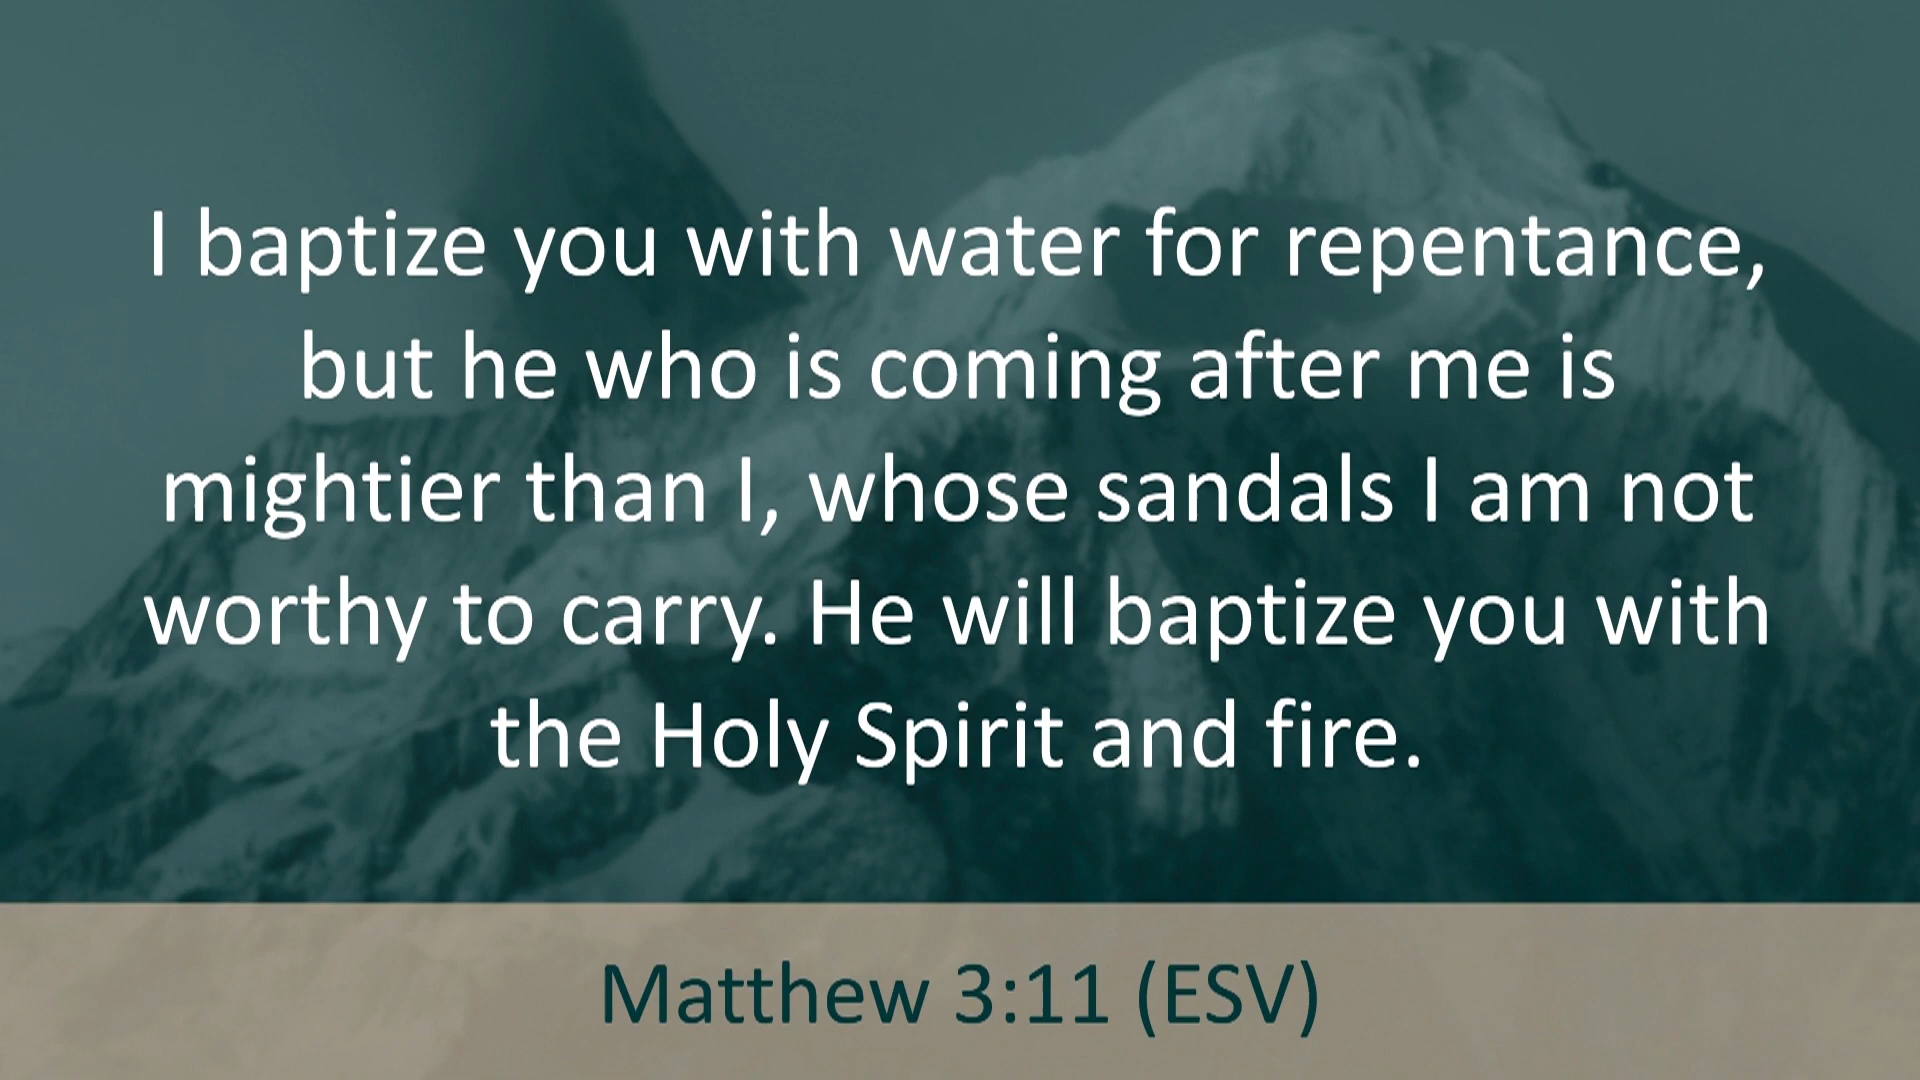 I baptize you with water for repentance,
but he who is coming after me is
mightier than I, whose sandals I am not
worthy to carry. He will baptize you with
the Holy Spirit and fire.
Matthew 3:11 (ESV)